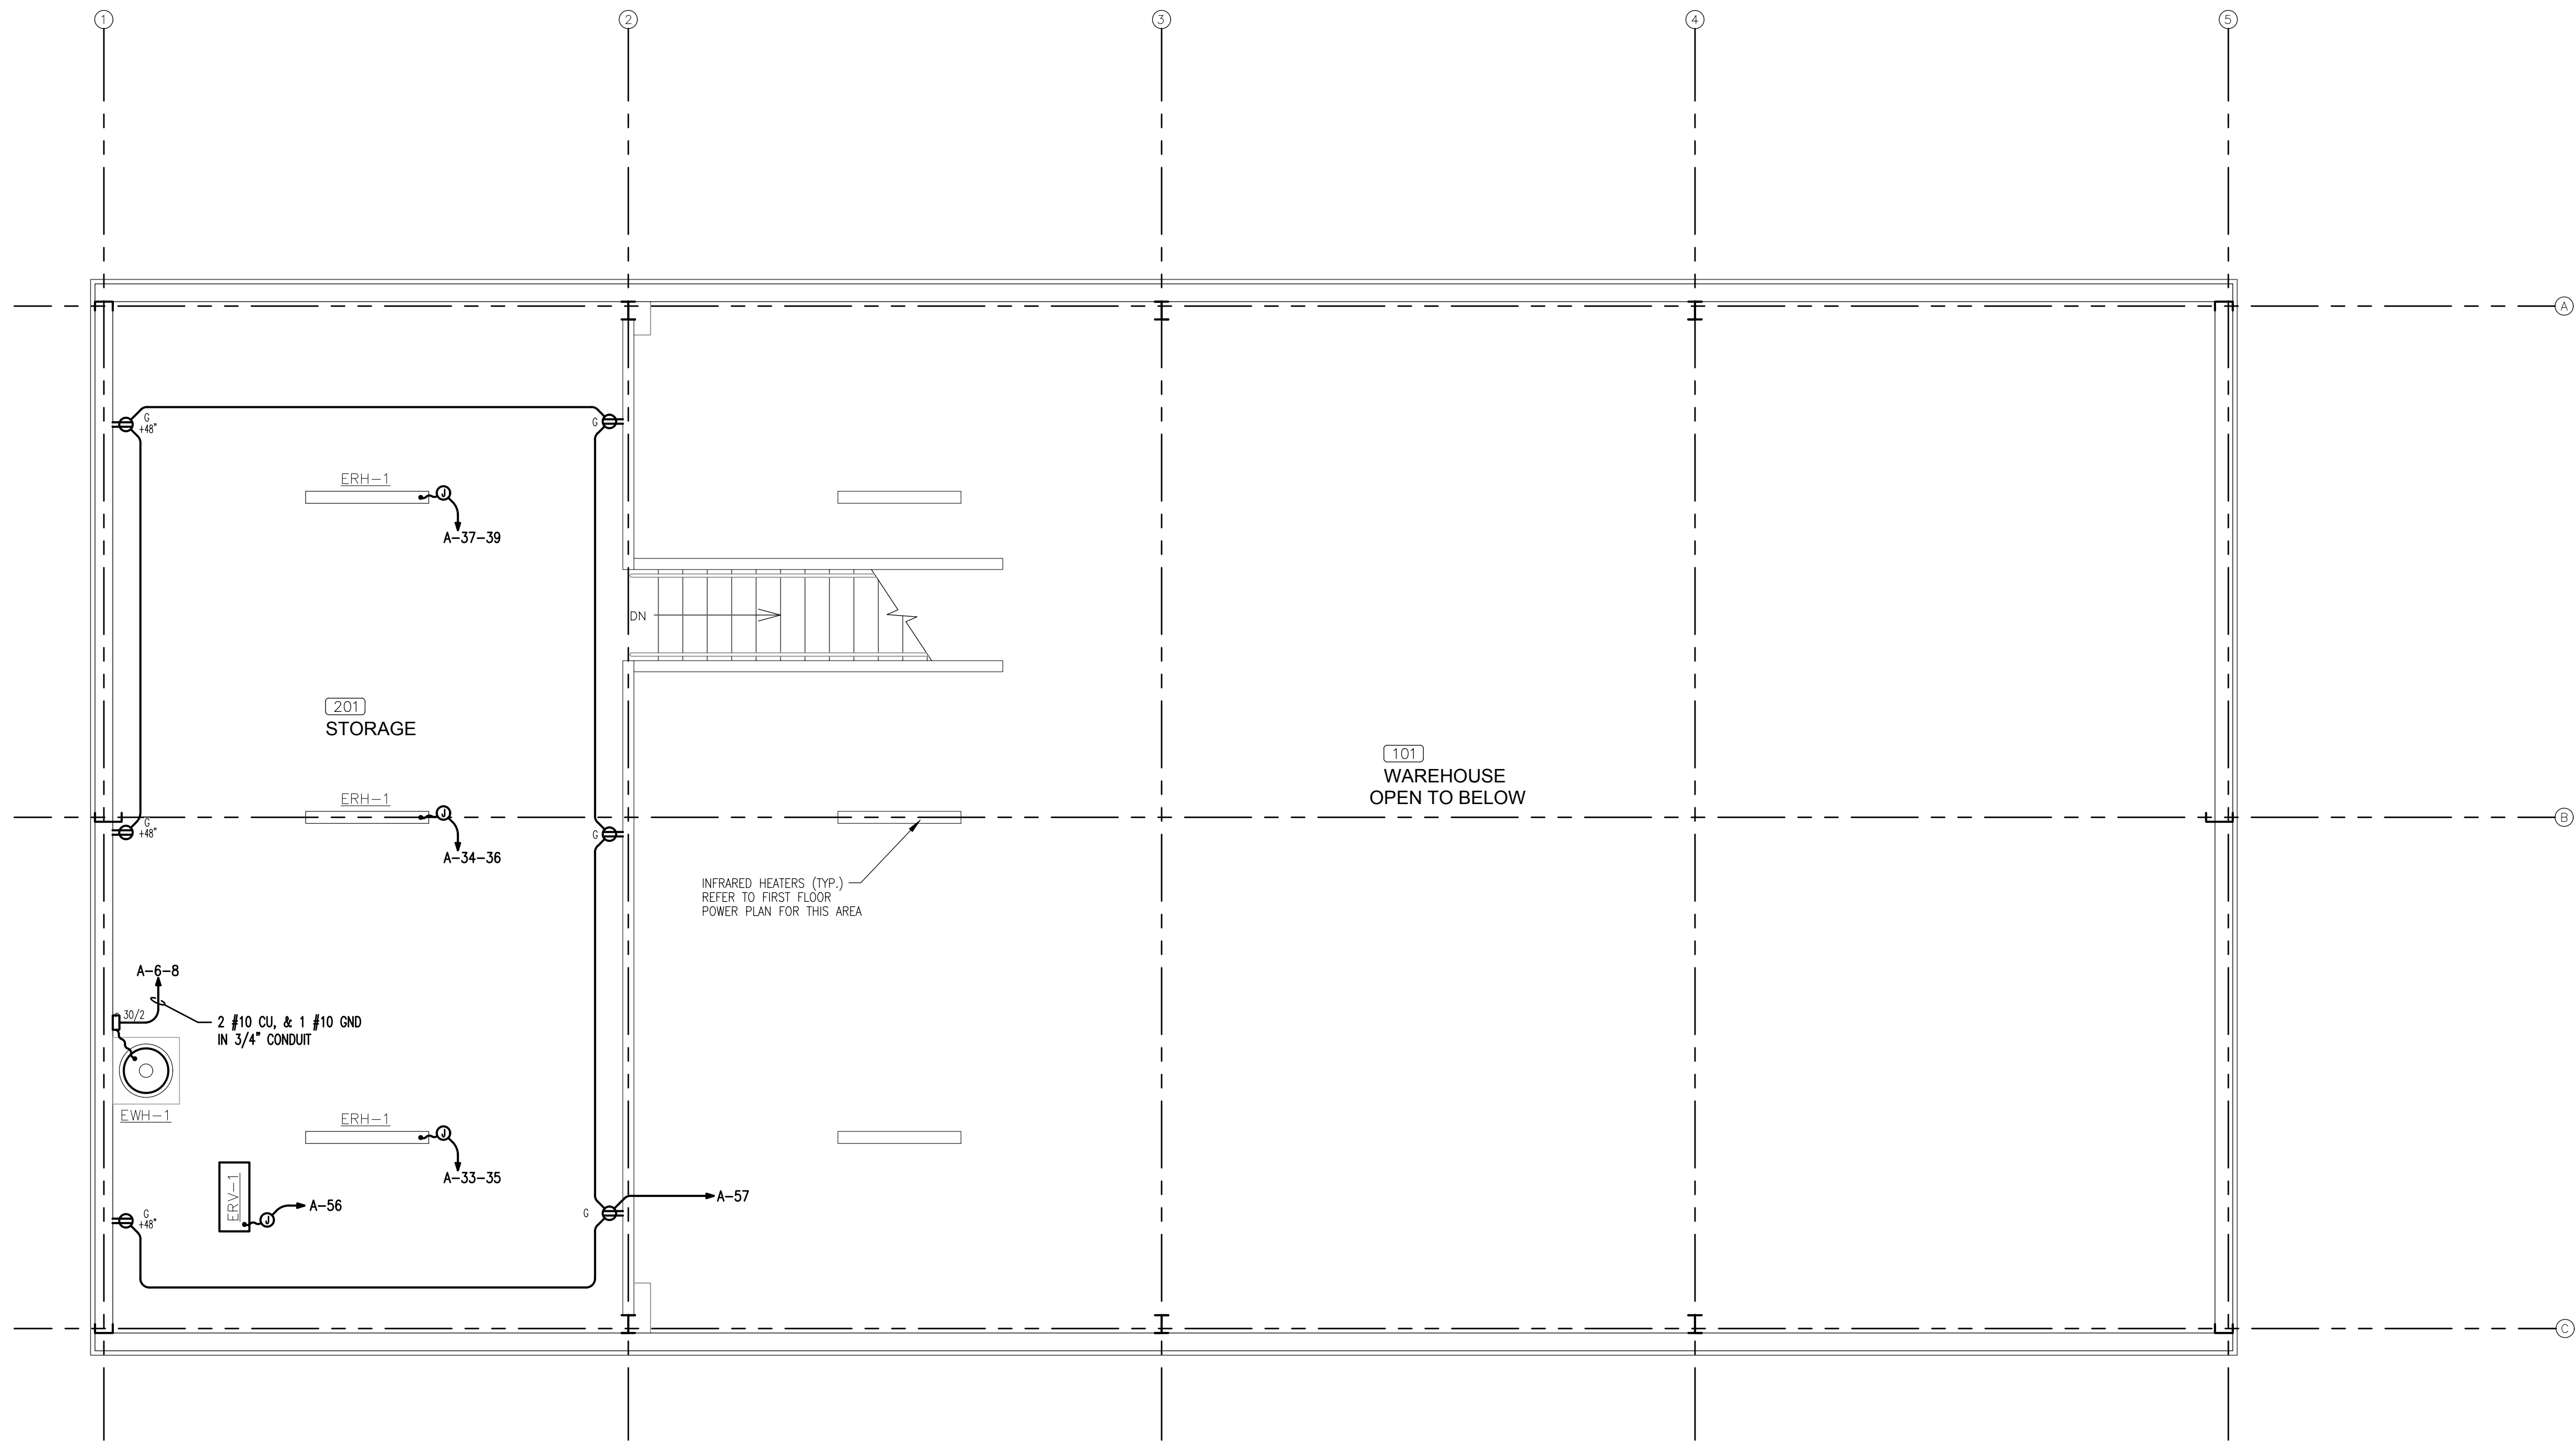 1
2
3
4
5
A
G
+48"
G
ERH-1
J
A-37-39
DN
201
STORAGE
101
WAREHOUSE
OPEN TO BELOW
ERH-1
J
B
G
+48"
G
A-34-36
INFRARED HEATERS (TYP.)
REFER TO FIRST FLOOR
POWER PLAN FOR THIS AREA
A-6-8
30/2
2 #10 CU, & 1 #10 GND
IN 3/4" CONDUIT
EWH-1
ERH-1
J
A-33-35
ERV-1
J
A-56
A-57
G
+48"
G
C